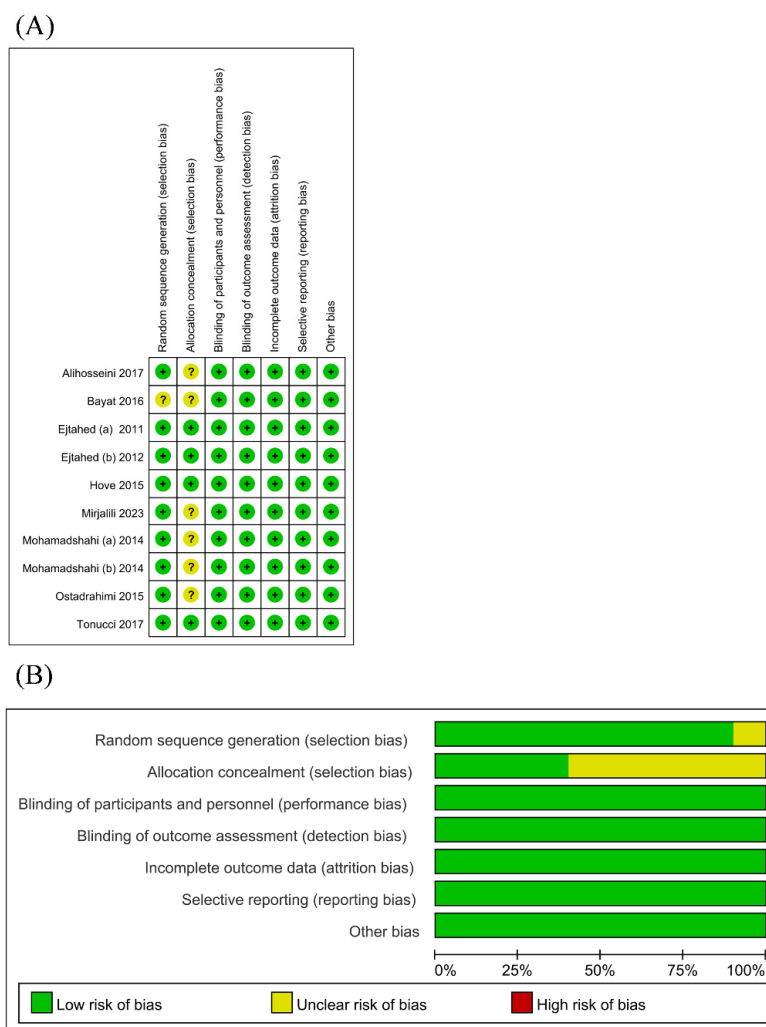 (A)
Random sequence generation (selection bias)
Allocation concealment (selection bias)
Blinding of participants and personnel (performance bias)
Blinding of outcome assessment (detection bias)
Incomplete outcome data (attrition bias)
Selective reporting (reporting bias)
Other bias
Alihosseini 2017 + ? + + + + +
Bayat 2016 ? ? + + + + +
Ejtahed (a) 2011 + + + + + + +
Ejtahed (b) 2012 + + + + + + +
Hove 2015 + + + + + + +
Mirjalili 2023 + ? + + + + +
Mohamadshahi (a) 2014 + ? + + + + +
Mohamadshahi (b) 2014 + ? + + + + +
Ostadrahimi 2015 + ? + + + + +
Tonucci 2017 + + + + + + +
(B)
Random sequence generation (selection bias)
Allocation concealment (selection bias)
Blinding of participants and personnel (performance bias)
Blinding of outcome assessment (detection bias)
Incomplete outcome data (attrition bias)
Selective reporting (reporting bias)
Other bias
0% 25% 50% 75% 100%
Low risk of bias Unclear risk of bias High risk of bias